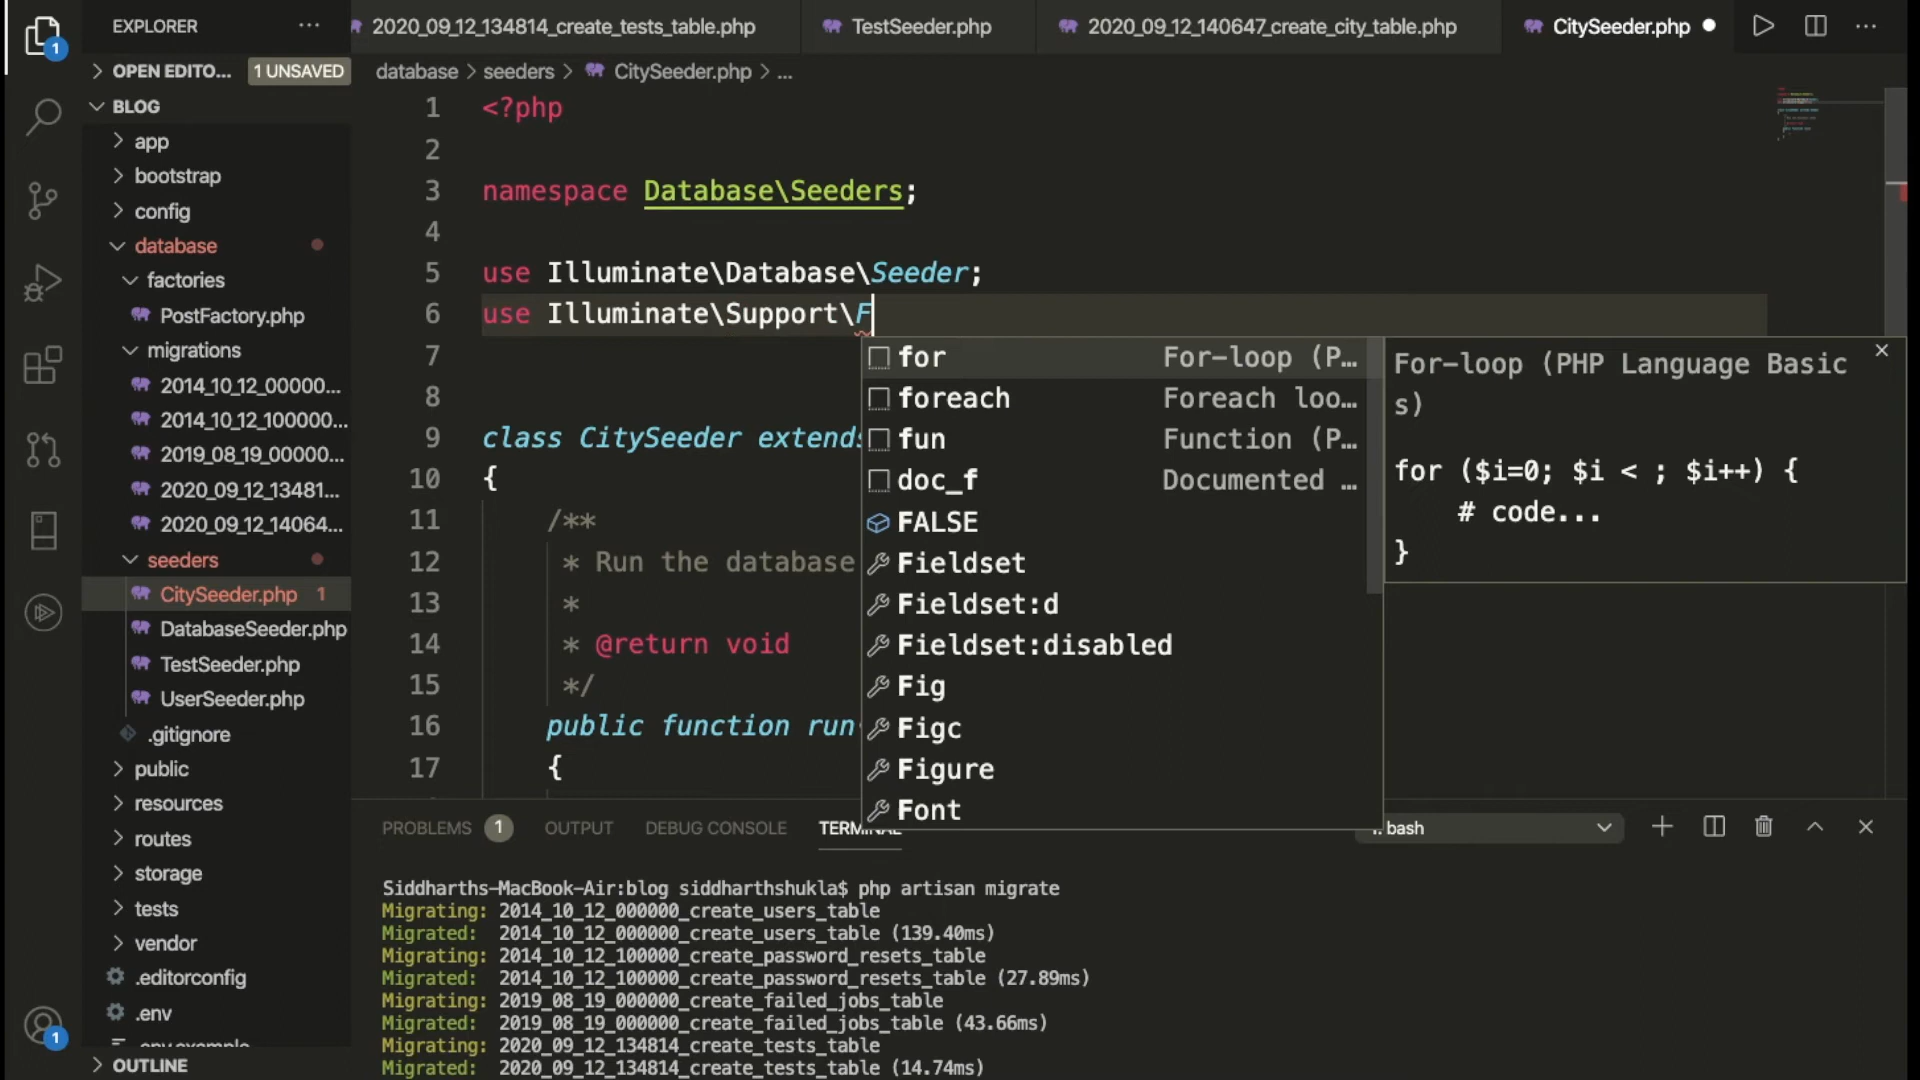 EXPLORER
2020_09_12_134814_create_tests_table.php
TestSeeder.php
2020_09_12_140647_create_city_table.php
CitySeeder.php
OPEN EDITO... 1 UNSAVED
BLOG
app
bootstrap
config
database
factories
PostFactory.php
migrations
2014_10_12_00000...
2014_10_12_100000...
2019_08_19_00000...
2020_09_12_13481...
2020_09_12_14064...
seeders
CitySeeder.php 1
DatabaseSeeder.php
TestSeeder.php
UserSeeder.php
.gitignore
public
resources
routes
storage
tests
vendor
.editorconfig
.env
OUTLINE
1
1
database > seeders > CitySeeder.php > ...
1 <?php
2
3 namespace Database\Seeders;
4
5 use Illuminate\Database\Seeder;
6 use Illuminate\Support\F
7
8
9 class CitySeeder extends
10 {
11 /**
12 * Run the database
13 *
14 * @return void
15 */
16 public function run
17 {
for For-loop (P...
foreach Foreach loo...
fun Function (P...
doc_f Documented ...
FALSE
Fieldset
Fieldset:d
Fieldset:disabled
Fig
Figc
Figure
Font
For-loop (PHP Language Basic
s)
for ($i=0; $i < ; $i++) {
# code...
}
PROBLEMS 1 OUTPUT DEBUG CONSOLE TERMINAL 1: bash
Siddharths-MacBook-Air:blog siddharthshukla$ php artisan migrate
Migrating: 2014_10_12_000000_create_users_table
Migrated: 2014_10_12_000000_create_users_table (139.40ms)
Migrating: 2014_10_12_100000_create_password_resets_table
Migrated: 2014_10_12_100000_create_password_resets_table (27.89ms)
Migrating: 2019_08_19_000000_create_failed_jobs_table
Migrated: 2019_08_19_000000_create_failed_jobs_table (43.66ms)
Migrating: 2020_09_12_134814_create_tests_table
Migrated: 2020_09_12_134814_create_tests_table (14.74ms)